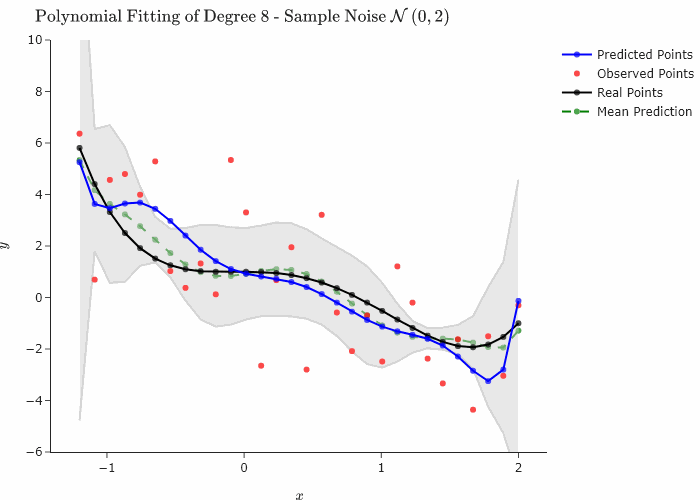 Polynomial Fitting of Degree 8 - Sample Noise 𝒩 (0, 2)
10
8
6
4
2
0
−2
−4
−6
y
−1
0
1
2
x
Predicted Points
Observed Points
Real Points
Mean Prediction